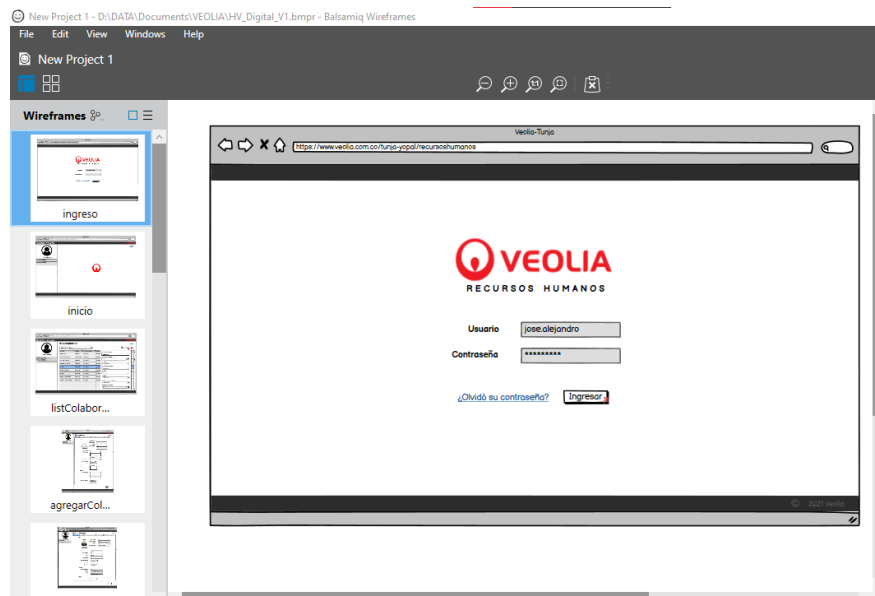 New Project 1 - D:\DATA\Documents\VEOLIA\HV_Digital_V1.bmpr - Balsamiq Wireframes
File Edit View Windows Help
New Project 1
1:1
Wireframes
ingreso
inicio
listColabor...
agregarCol...
Veolia-Tunja
https://www.veolia.com.co/tunja-yopal/recursoshumanos
VEOLIA
RECURSOS HUMANOS
Usuario jose.alejandro
Contraseña *********
¿Olvidó su contraseña? Ingresar
© 2021 Veolia